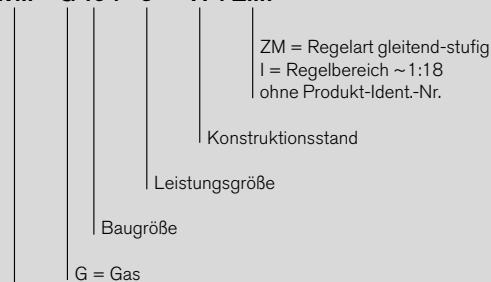 ZM = Regelart gleitend-stufig
I = Regelbereich ~1:18
ohne Produkt-Ident.-Nr.
Konstruktionsstand
Leistungsgröße
Baugröße
G = Gas